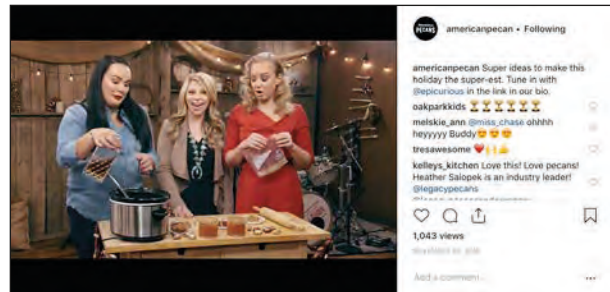 PECANS
americanpecan • Following
americanpecan Super ideas to make this
holiday the super-est. Tune in with
@epicurious in the link in our bio.
oakparkkids ⏳⏳⏳⏳⏳⏳
melskie_ann @miss_chase ohhhh
heyyyyy Buddy😍😍😍
tresawesome ❤️🙌👍
kelleys_kitchen Love this! Love pecans!
Heather Salopek is an industry leader!
@legacypecans
1,043 views
Add a comment...